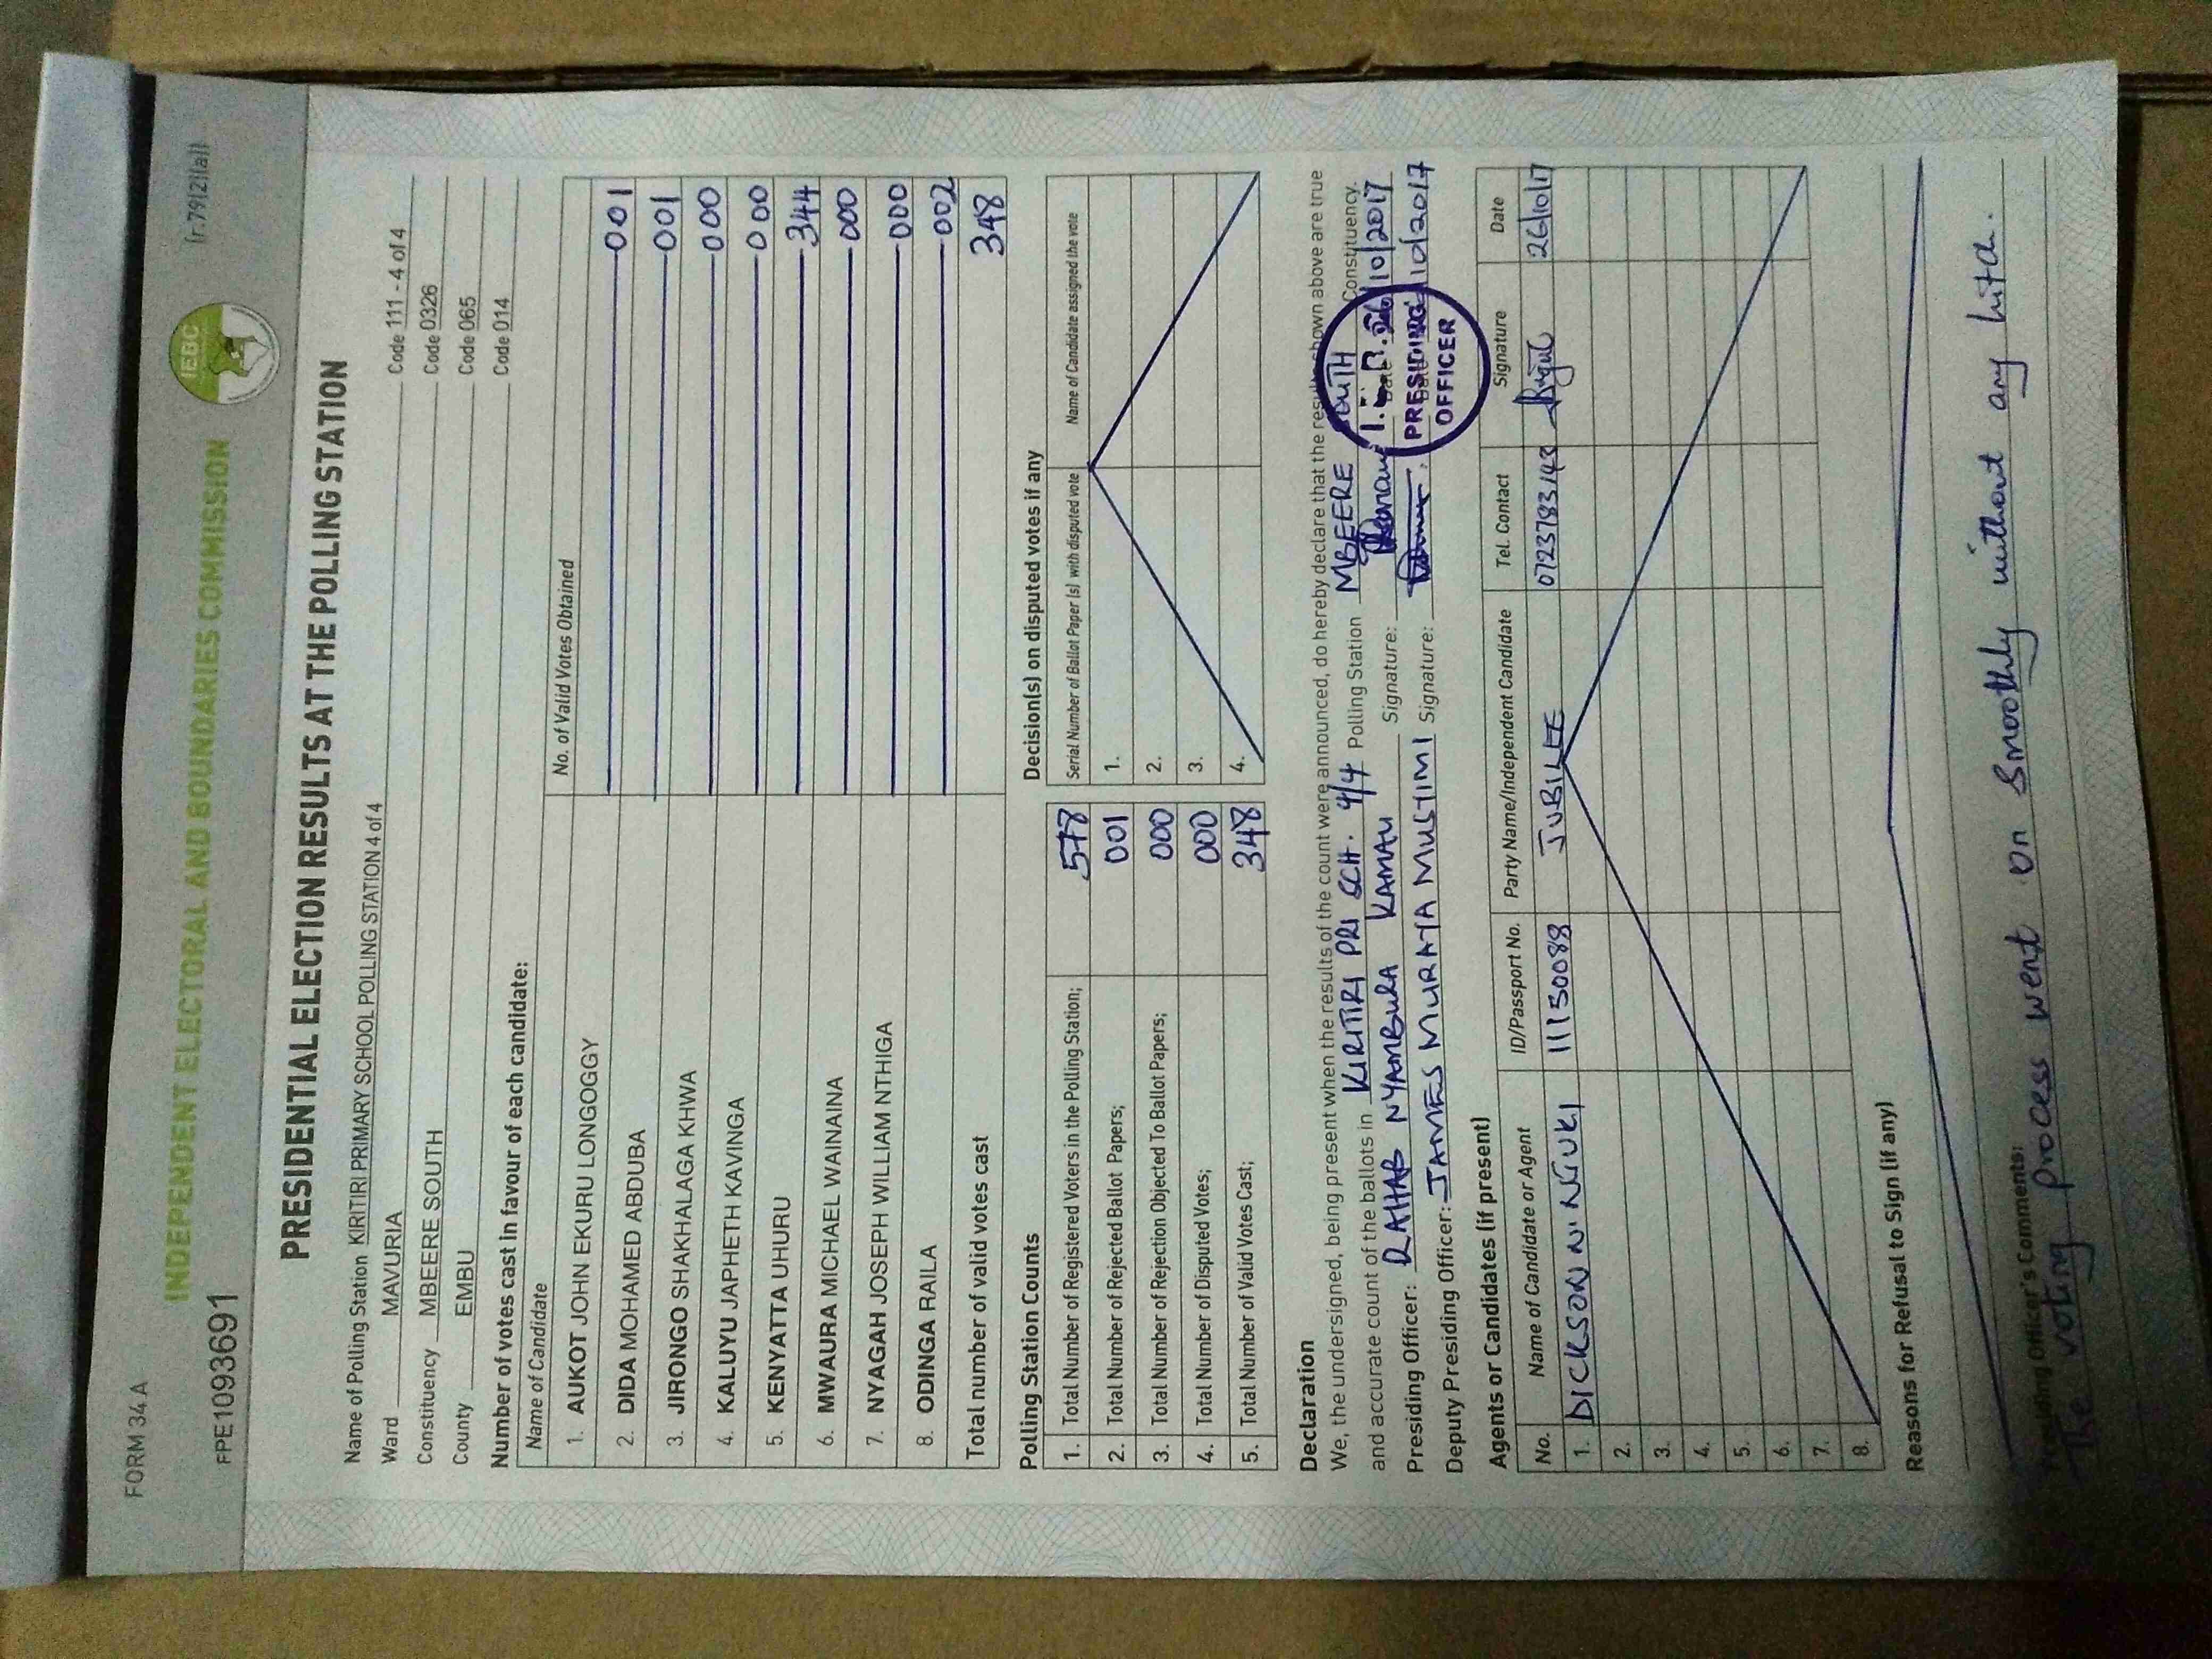 FORM 34A
[r.79(2)(a)]
INDEPENDENT ELECTORAL AND BOUNDARIES COMMISSION
IEBC
FPE1093691
PRESIDENTIAL ELECTION RESULTS AT THE POLLING STATION
Name of Polling Station KIRITIRI PRIMARY SCHOOL POLLING STATION 4 of 4 Code 111 - 4 of 4
Ward MAVURIA Code 0326
Constituency MBEERE SOUTH Code 065
County EMBU Code 014
Number of votes cast in favour of each candidate:
Name of Candidate No. of Valid Votes Obtained
1. AUKOT JOHN EKURU LONGOGGY 001
2. DIDA MOHAMED ABDUBA 001
3. JIRONGO SHAKHALAGA KHWA 000
4. KALUYU JAPHETH KAVINGA 000
5. KENYATTA UHURU 344
6. MWAURA MICHAEL WAINAINA 000
7. NYAGAH JOSEPH WILLIAM NTHIGA 000
8. ODINGA RAILA 002
Total number of valid votes cast 348
Polling Station Counts
1. Total Number of Registered Voters in the Polling Station; 578
2. Total Number of Rejected Ballot Papers; 001
3. Total Number of Rejection Objected To Ballot Papers; 000
4. Total Number of Disputed Votes; 000
5. Total Number of Valid Votes Cast; 348
Decision(s) on disputed votes if any
Serial Number of Ballot Paper (s) with disputed vote Name of Candidate assigned the vote
1.
2.
3.
4.
Declaration
We, the undersigned, being present when the results of the count were announced, do hereby declare that the results shown above are true
and accurate count of the ballots in KIRITIRI PRI SCH. 4/4 Polling Station MBEERE SOUTH Constituency.
Presiding Officer: RAHAB NYAMBURA KAMAU Signature: 26/10/2017
Deputy Presiding Officer: JAMES MURATA MUSTIMI Signature: /10/2017
PRESIDING
OFFICER
Agents or Candidates (if present)
No. Name of Candidate or Agent ID/Passport No. Party Name/Independent Candidate Tel. Contact Signature Date
1. DICKSON N. NGUKI 11130088 JUBILEE 0723783143 26/10/17
2.
3.
4.
5.
6.
7.
8.
Reasons for Refusal to Sign (if any)
Presiding Officer's Comments:
The voting process went on smoothly without any hitch.